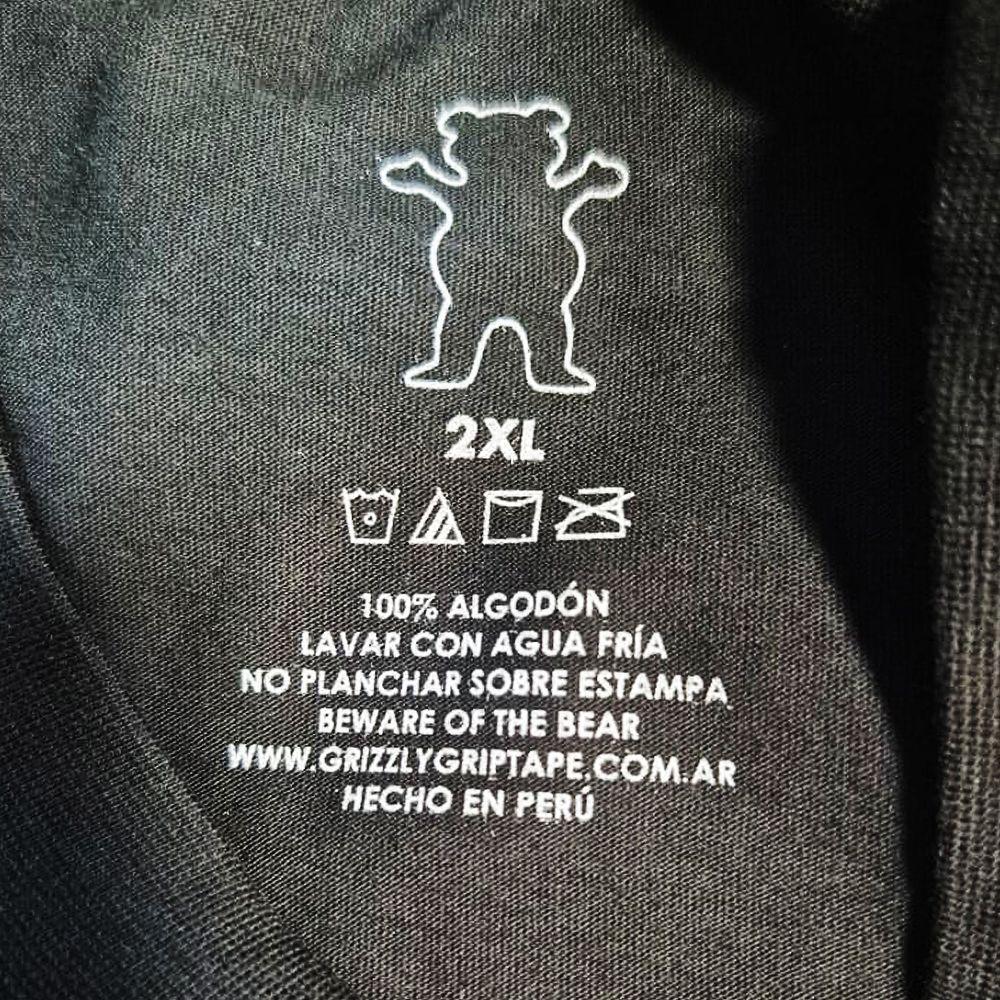 2XL
100% ALGODÓN
LAVAR CON AGUA FRÍA
NO PLANCHAR SOBRE ESTAMPA
BEWARE OF THE BEAR
WWW.GRIZZLYGRIPTAPE.COM.AR
HECHO EN PERÚ